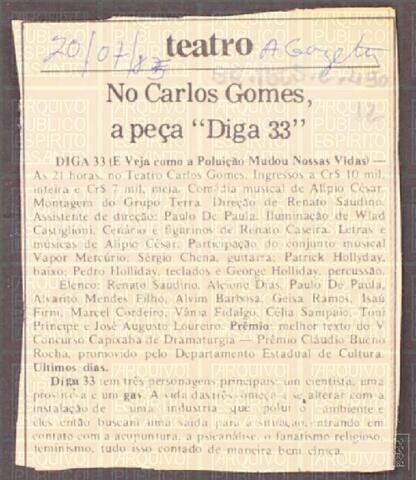 20/07/85 teatro A Gazeta
No Carlos Gomes,
a peça "Diga 33"
DIGA 33 (E Veja como a Poluição Mudou Nossas Vidas) —
As 21 horas, no Teatro Carlos Gomes. Ingressos a Cr$ 10 mil,
inteira e Cr$ 7 mil, meia. Comédia musical de Alípio César.
Montagem do Grupo Terra. Direção de Renato Saudino.
Assistente de direção: Paulo De Paula. Iluminação de Wlad
Castiglioni. Cenário e figurinos de Renato Caseira. Letras e
músicas de Alípio César. Participação do conjunto musical
Vapor Mercúrio: Sérgio Chena, guitarra; Patrick Hollyday,
baixo; Pedro Holliday, teclados e George Holliday, percussão.
Elenco: Renato Saudino, Alcione Dias, Paulo De Paula,
Alvarito Mendes Filho, Alvim Barbosa, Geisa Ramos, Isaú
Firm, Marcel Cordeiro, Vânia Fidalgo, Célia Sampaio, Toni
Príncipe e José Augusto Loureiro. Prêmio: melhor texto do V
Concurso Capixaba de Dramaturgia — Prêmio Cláudio Bueno
Rocha, promovido pelo Departamento Estadual de Cultura.
Últimos dias.
Diga 33 tem três personagens principais: um cientista, uma
prostituta e um gas. A vida das três começa a se alterar com a
instalação de uma indústria que polui o ambiente e
eles então buscam uma saída para a situação, entrando em
contato com a acupuntura, a psicanálise, o fanatismo religioso,
feminismo, tudo isso contado de maneira bem cínica.